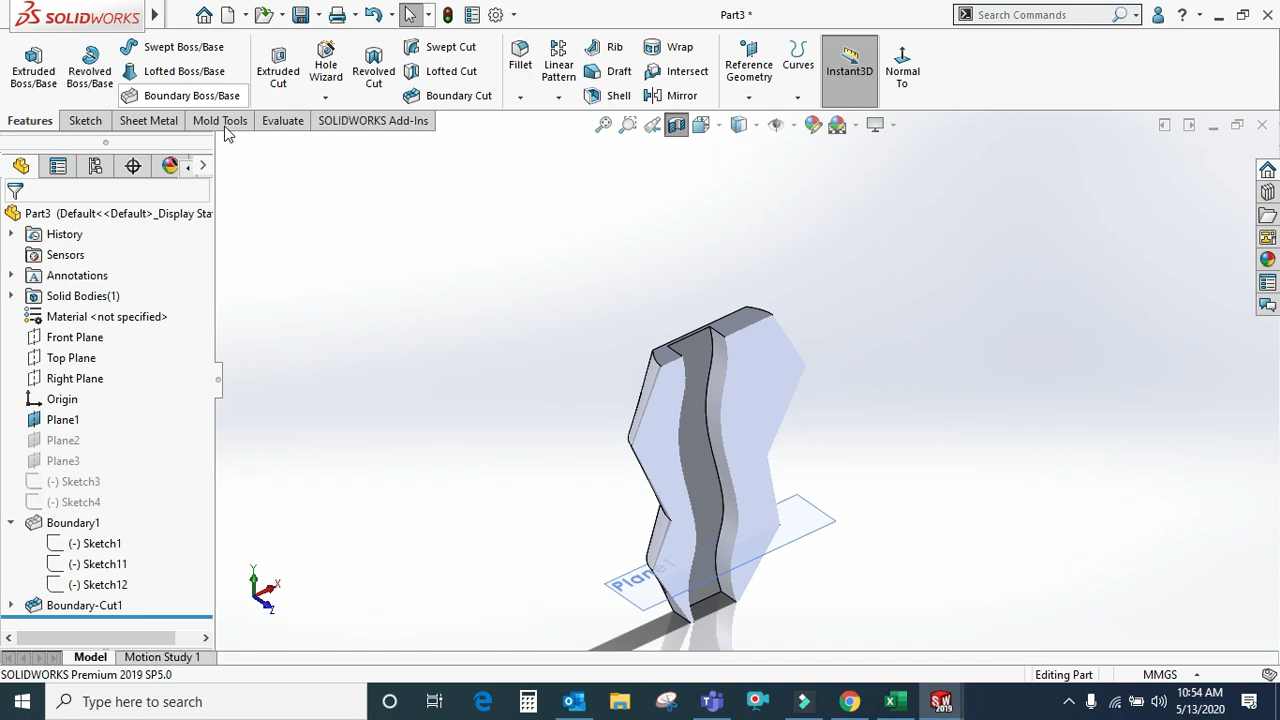 SOLIDWORKS
Part3 *
Search Commands
Extruded Boss/Base
Revolved Boss/Base
Swept Boss/Base
Lofted Boss/Base
Boundary Boss/Base
Extruded Cut
Hole Wizard
Revolved Cut
Swept Cut
Lofted Cut
Boundary Cut
Fillet
Linear Pattern
Rib
Draft
Shell
Wrap
Intersect
Mirror
Reference Geometry
Curves
Instant3D
Normal To
Features
Sketch
Sheet Metal
Mold Tools
Evaluate
SOLIDWORKS Add-Ins
Part3 (Default<<Default>_Display Sta
History
Sensors
Annotations
Solid Bodies(1)
Material <not specified>
Front Plane
Top Plane
Right Plane
Origin
Plane1
Plane2
Plane3
(-) Sketch3
(-) Sketch4
Boundary1
(-) Sketch1
(-) Sketch11
(-) Sketch12
Boundary-Cut1
Plane1
Y
X
Z
Model
Motion Study 1
SOLIDWORKS Premium 2019 SP5.0
Editing Part
MMGS
Type here to search
SW
2019
10:54 AM
5/13/2020